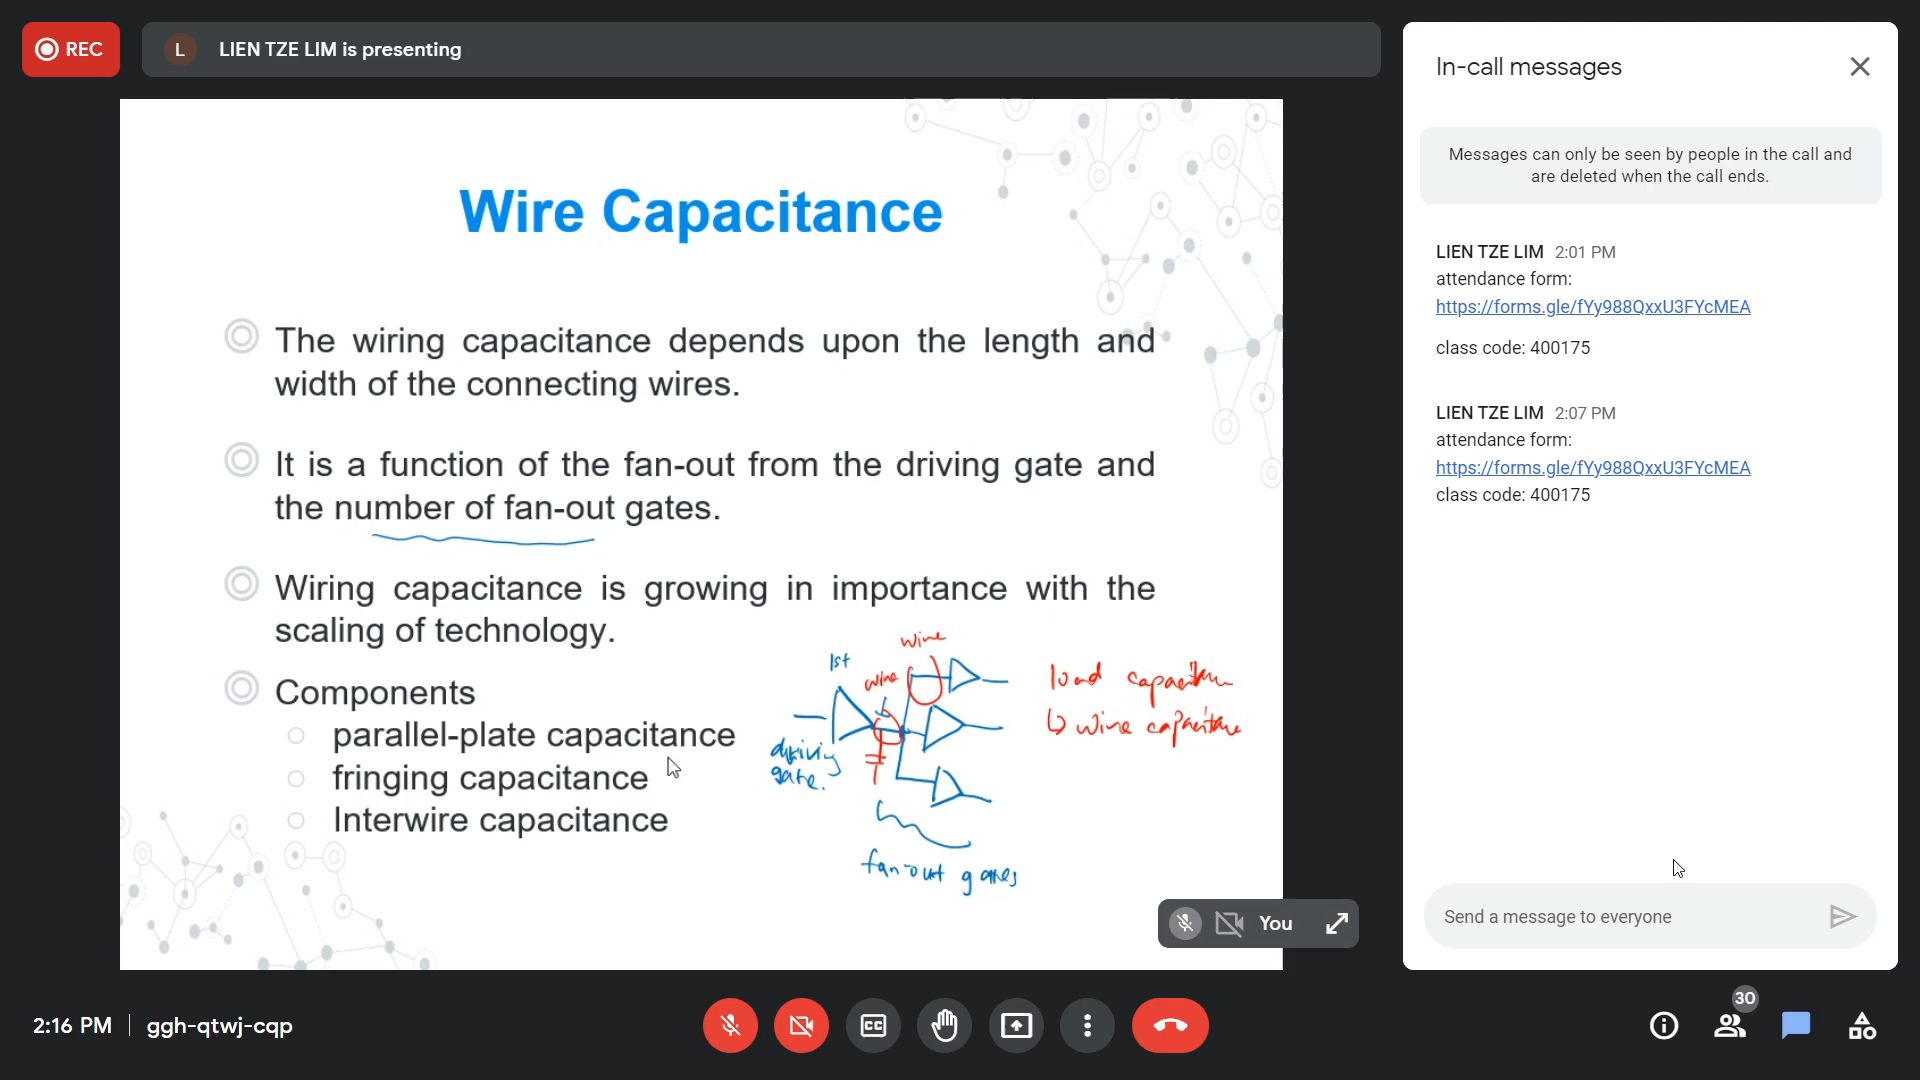 REC
L
LIEN TZE LIM is presenting
Wire Capacitance
The wiring capacitance depends upon the length and
width of the connecting wires.
It is a function of the fan-out from the driving gate and
the number of fan-out gates.
Wiring capacitance is growing in importance with the
scaling of technology.
Components
parallel-plate capacitance
fringing capacitance
Interwire capacitance
1st
wire
wire
driving
gate.
fan-out gates
load
wire
You
In-call messages
Messages can only be seen by people in the call and
are deleted when the call ends.
LIEN TZE LIM 2:01 PM
attendance form:
https://forms.gle/fYy988QxxU3FYcMEA
class code: 400175
LIEN TZE LIM 2:07 PM
attendance form:
https://forms.gle/fYy988QxxU3FYcMEA
class code: 400175
Send a message to everyone
2:16 PM
ggh-qtwj-cqp
CC
30